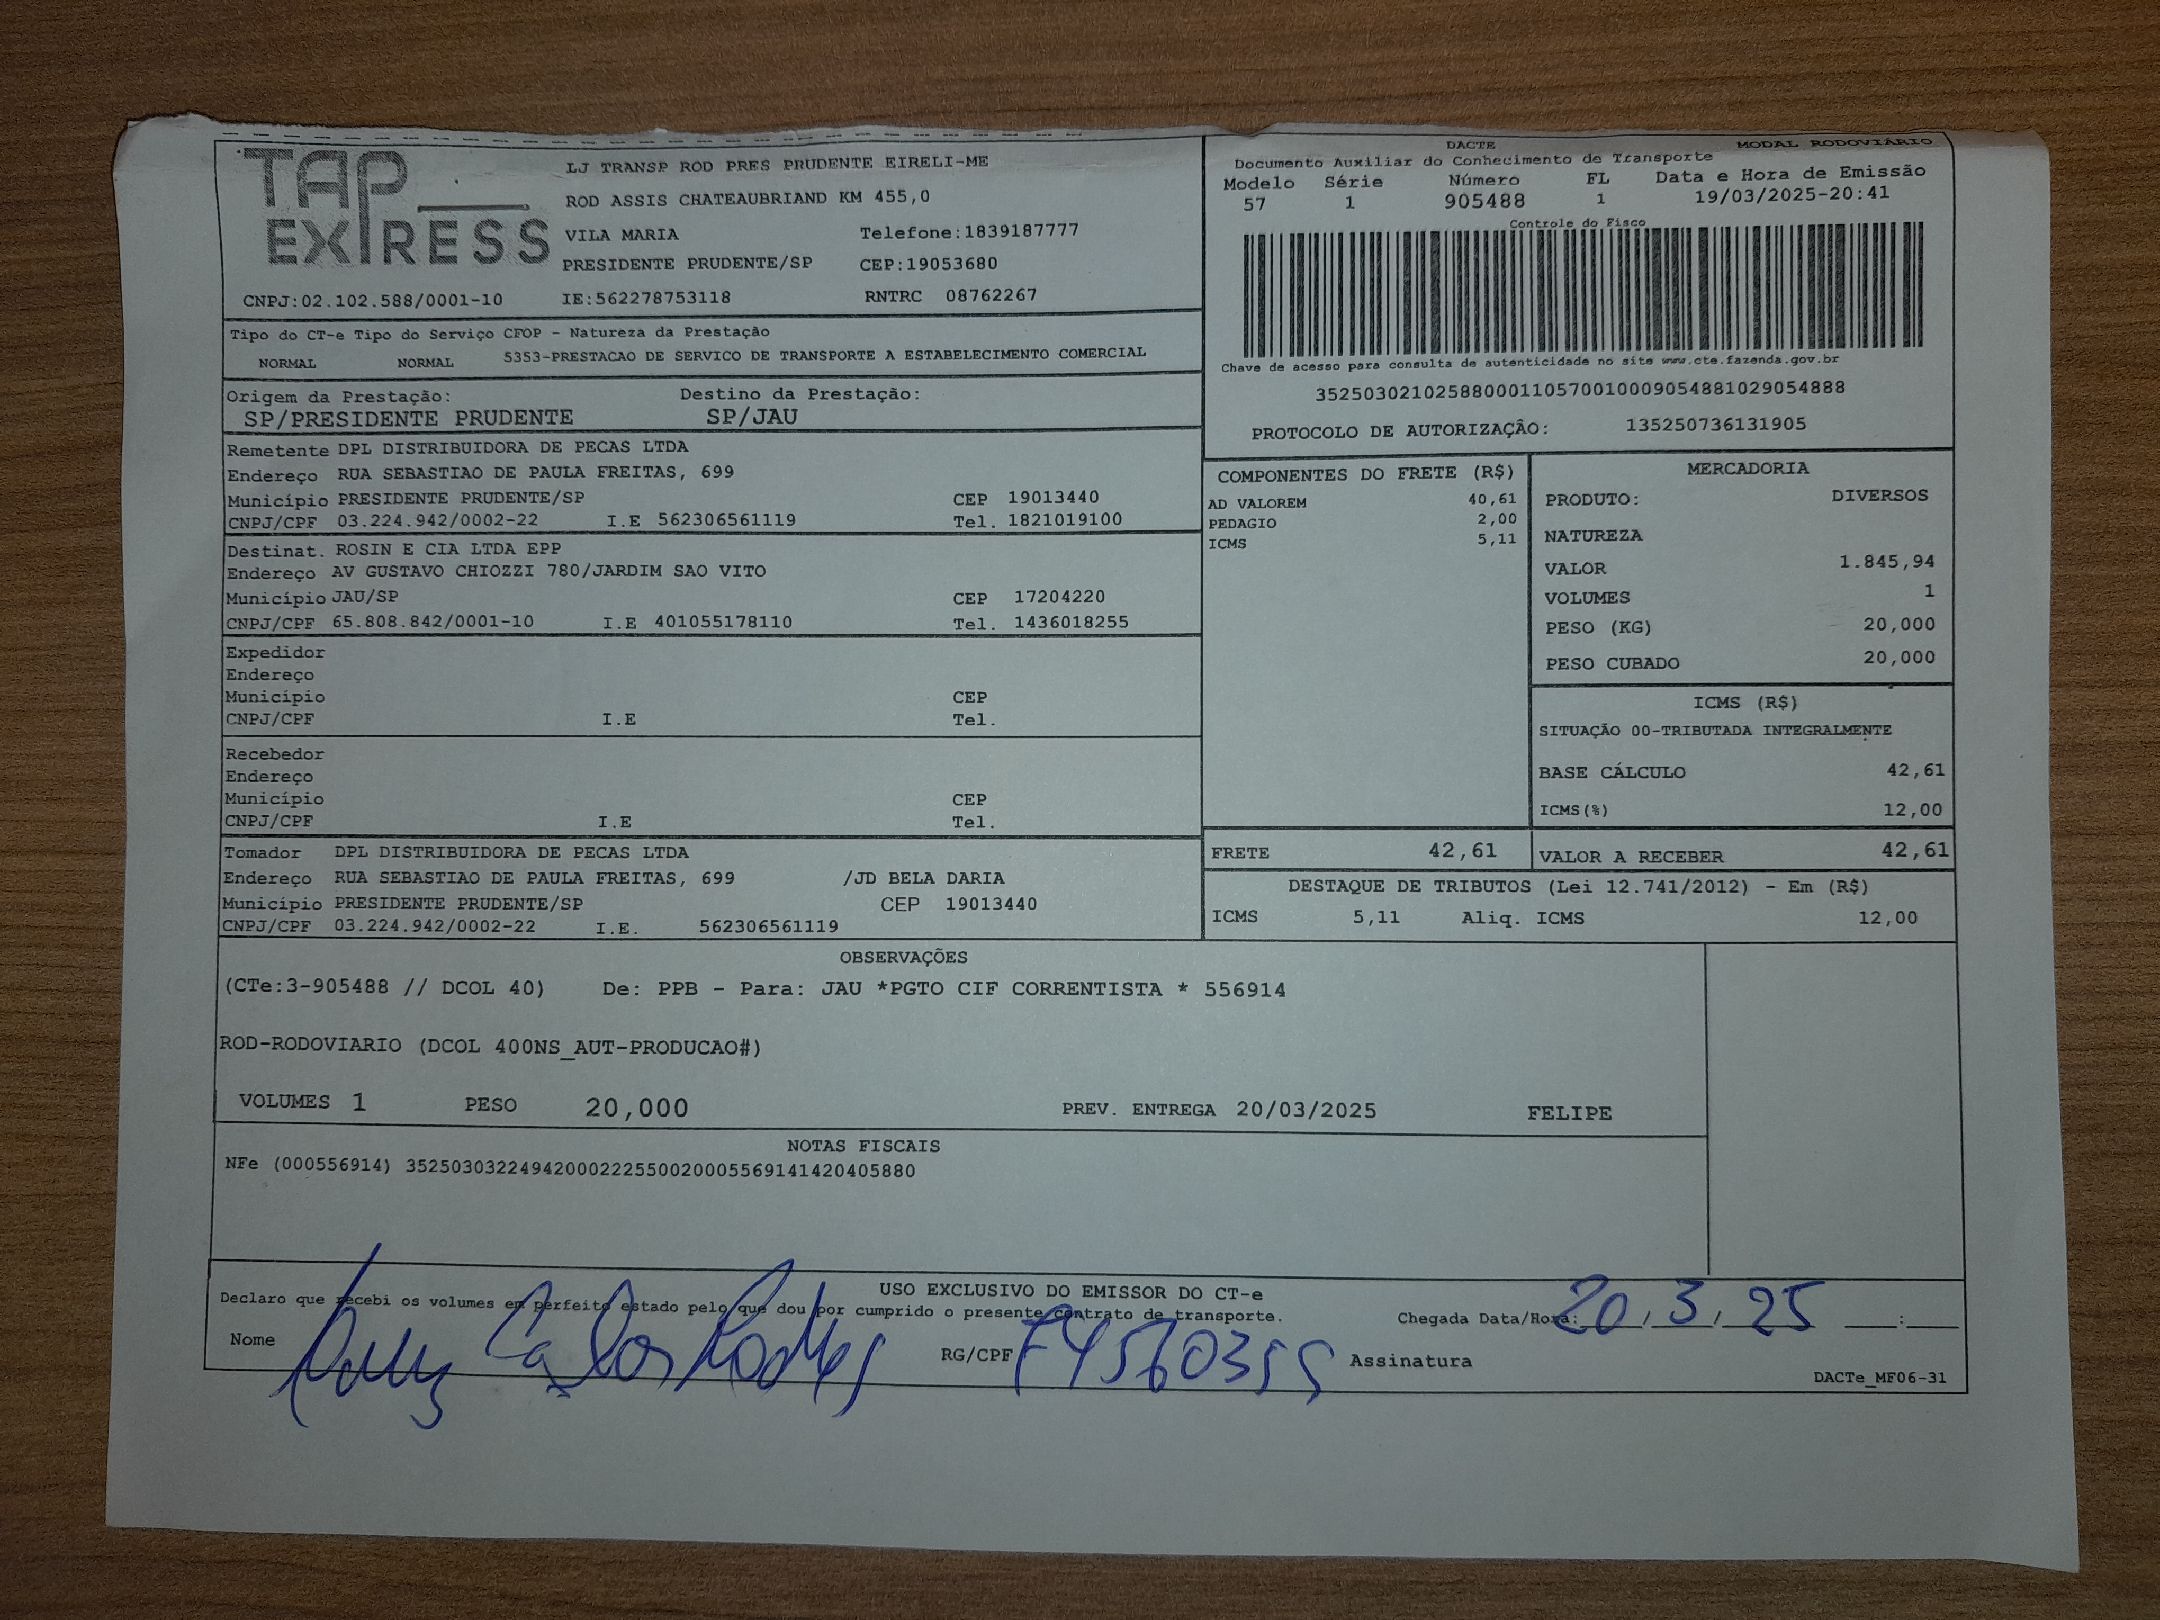 TAP EXPRESS
LJ TRANSP ROD PRES PRUDENTE EIRELI-ME
ROD ASSIS CHATEAUBRIAND KM 455,0
VILA MARIA Telefone:1839187777
PRESIDENTE PRUDENTE/SP CEP:19053680
CNPJ:02.102.588/0001-10 IE:562278753118 RNTRC 08762267
DACTE MODAL RODOVIÁRIO
Documento Auxiliar do Conhecimento de Transporte
Modelo Série Número FL Data e Hora de Emissão
57 1 905488 1 19/03/2025-20:41
Controle do Fisco
Chave de acesso para consulta de autenticidade no site www.cte.fazenda.gov.br
35250302102588000110570010009054881029054888
PROTOCOLO DE AUTORIZAÇÃO: 135250736131905
Tipo do CT-e Tipo do Serviço CFOP - Natureza da Prestação
NORMAL NORMAL 5353-PRESTACAO DE SERVICO DE TRANSPORTE A ESTABELECIMENTO COMERCIAL
Origem da Prestação: Destino da Prestação:
SP/PRESIDENTE PRUDENTE SP/JAU
Remetente DPL DISTRIBUIDORA DE PECAS LTDA
Endereço RUA SEBASTIAO DE PAULA FREITAS, 699
Município PRESIDENTE PRUDENTE/SP CEP 19013440
CNPJ/CPF 03.224.942/0002-22 I.E 562306561119 Tel. 1821019100
Destinat. ROSIN E CIA LTDA EPP
Endereço AV GUSTAVO CHIOZZI 780/JARDIM SAO VITO
Município JAU/SP CEP 17204220
CNPJ/CPF 65.808.842/0001-10 I.E 401055178110 Tel. 1436018255
Expedidor
Endereço
Município CEP
CNPJ/CPF I.E Tel.
Recebedor
Endereço
Município CEP
CNPJ/CPF I.E Tel.
Tomador DPL DISTRIBUIDORA DE PECAS LTDA
Endereço RUA SEBASTIAO DE PAULA FREITAS, 699 /JD BELA DARIA
Município PRESIDENTE PRUDENTE/SP CEP 19013440
CNPJ/CPF 03.224.942/0002-22 I.E. 562306561119
COMPONENTES DO FRETE (R$)
AD VALOREM 40,61
PEDAGIO 2,00
ICMS 5,11
MERCADORIA
PRODUTO: DIVERSOS
NATUREZA
VALOR 1.845,94
VOLUMES 1
PESO (KG) 20,000
PESO CUBADO 20,000
ICMS (R$)
SITUAÇÃO 00-TRIBUTADA INTEGRALMENTE
BASE CÁLCULO 42,61
ICMS(%) 12,00
FRETE 42,61 VALOR A RECEBER 42,61
DESTAQUE DE TRIBUTOS (Lei 12.741/2012) - Em (R$)
ICMS 5,11 Aliq. ICMS 12,00
OBSERVAÇÕES
(CTe:3-905488 // DCOL 40) De: PPB - Para: JAU *PGTO CIF CORRENTISTA * 556914
ROD-RODOVIARIO (DCOL 400NS_AUT-PRODUCAO#)
VOLUMES 1 PESO 20,000 PREV. ENTREGA 20/03/2025 FELIPE
NOTAS FISCAIS
NFe (000556914) 35250303224942000222550020005569141420405880
USO EXCLUSIVO DO EMISSOR DO CT-e
Declaro que recebi os volumes em perfeito estado pelo que dou por cumprido o presente contrato de transporte.
Chegada Data/Hora: 20, 3, 25 :
Nome Carlos RG/CPF Assinatura
DACTe_MF06-31